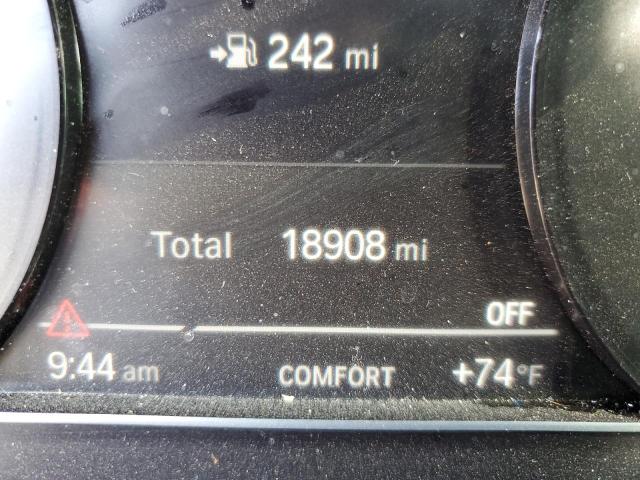 242 mi
Total 18908 mi
OFF
9:44 am COMFORT +74°F